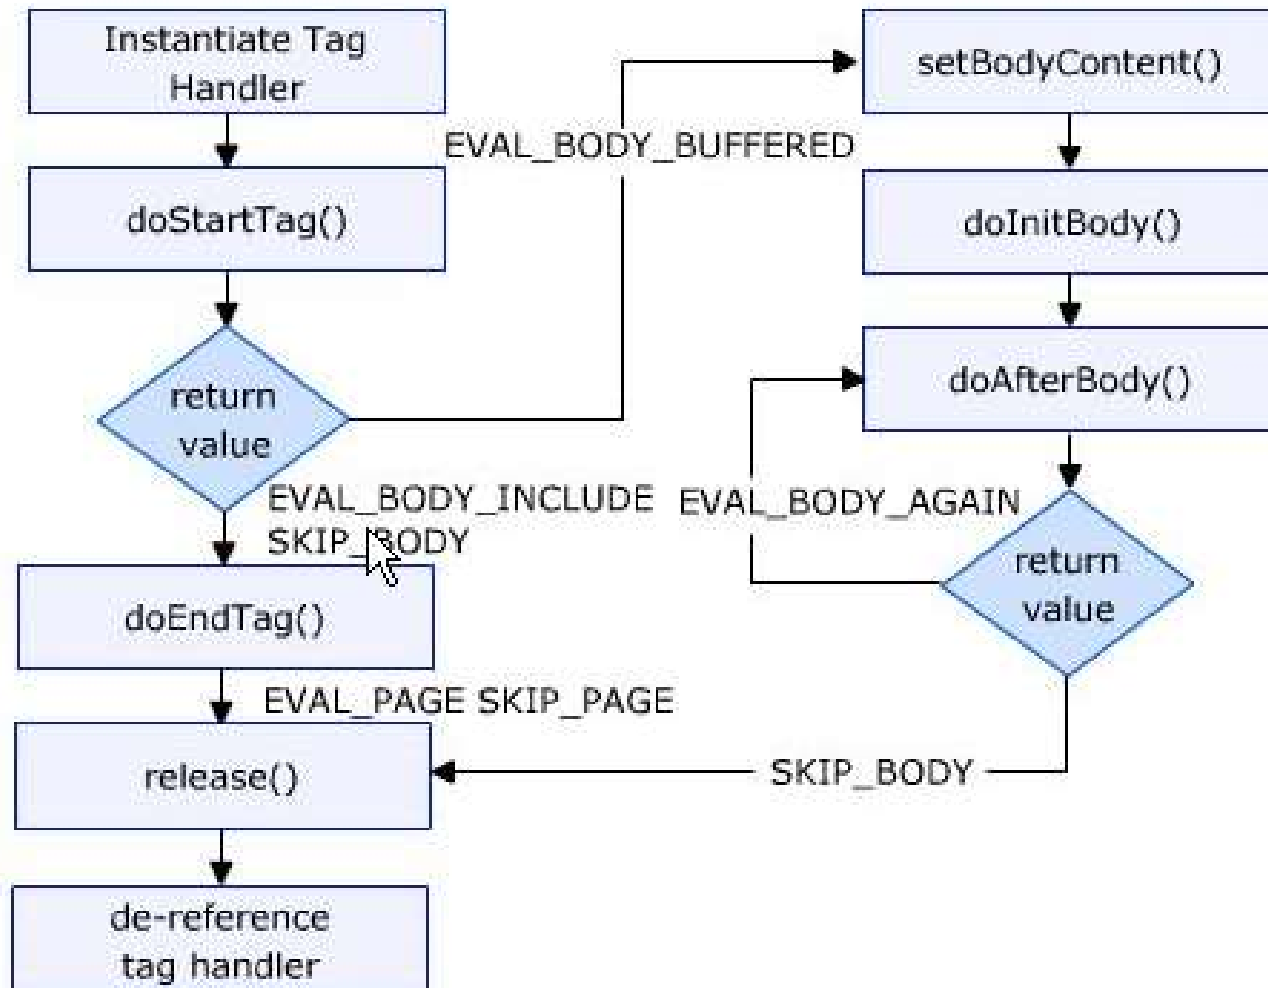 Instantiate Tag
Handler
setBodyContent()
EVAL_BODY_BUFFERED
doStartTag()
doInitBody()
return
value
doAfterBody()
EVAL_BODY_INCLUDE
SKIP_BODY
EVAL_BODY_AGAIN
return
value
doEndTag()
EVAL_PAGE SKIP_PAGE
release()
SKIP_BODY
de-reference
tag handler